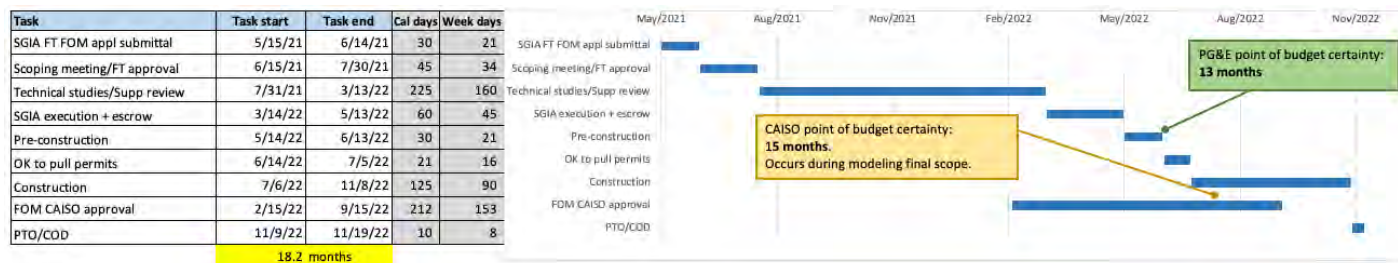 Task Task start Task end Cal days Week days
SGIA FT FOM appl submittal 5/15/21 6/14/21 30 21
Scoping meeting/FT approval 6/15/21 7/30/21 45 34
Technical studies/Supp review 7/31/21 3/13/22 225 160
SGIA execution + escrow 3/14/22 5/13/22 60 45
Pre-construction 5/14/22 6/13/22 30 21
OK to pull permits 6/14/22 7/5/22 21 16
Construction 7/6/22 11/8/22 125 90
FOM CAISO approval 2/15/22 9/15/22 212 153
PTO/COD 11/9/22 11/19/22 10 8
18.2 months
May/2021 Aug/2021 Nov/2021 Feb/2022 May/2022 Aug/2022 Nov/2022
SGIA FT FOM appl submittal
Scoping meeting/FT approval
Technical studies/Supp review
SGIA execution + escrow
Pre-construction
OK to pull permits
Construction
FOM CAISO approval
PTO/COD
PG&E point of budget certainty:
13 months
CAISO point of budget certainty:
15 months.
Occurs during modeling final scope.